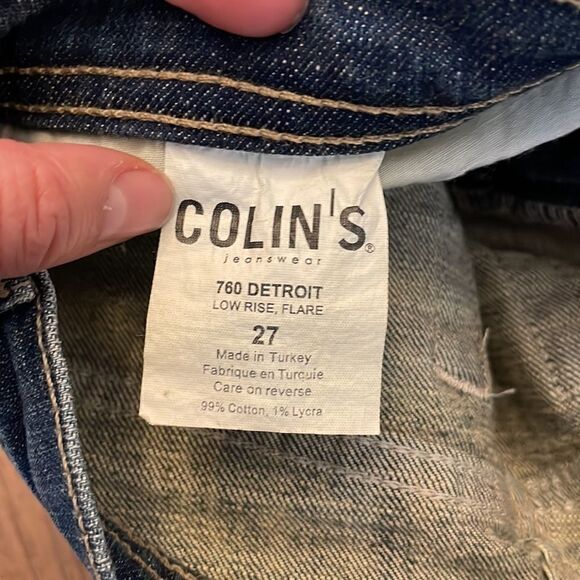 COLIN'S®
jeanswear
760 DETROIT
LOW RISE, FLARE
27
Made in Turkey
Fabrique en Turquie
Care on reverse
99% Cotton, 1% Lycra